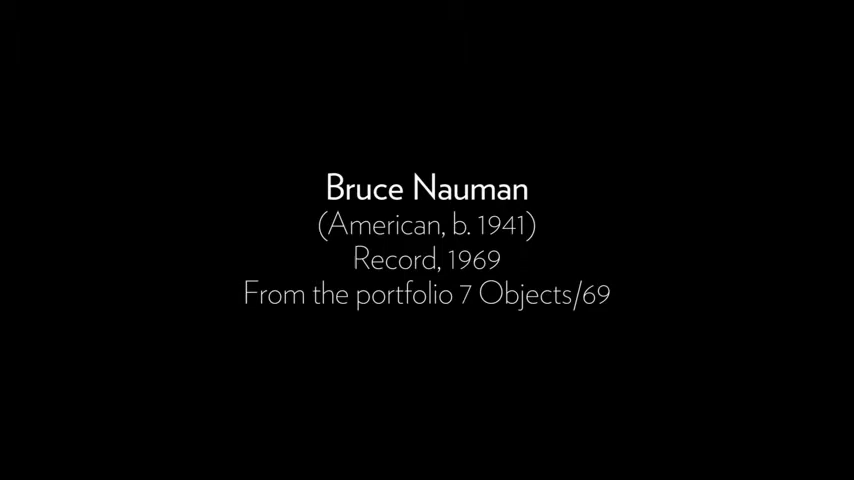 Bruce Nauman
(American, b. 1941)
Record, 1969
From the portfolio 7 Objects/69